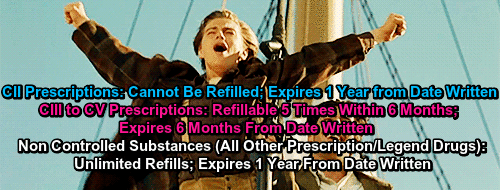 CII Prescriptions: Cannot Be Refilled; Expires 1 Year from Date Written
CIII to CV Prescriptions: Refillable 5 Times Within 6 Months;
Expires 6 Months From Date Written
Non Controlled Substances (All Other Prescription/Legend Drugs):
Unlimited Refills; Expires 1 Year From Date Written